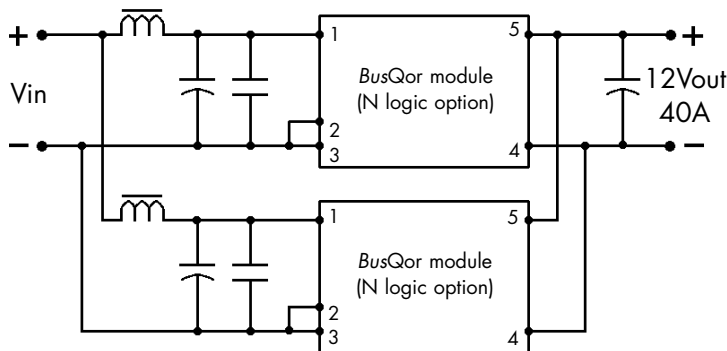 +
1
5
+
Vin
BusQor module
(N logic option)
12Vout
40A
2
3
4
−
−
1
5
BusQor module
(N logic option)
2
3
4